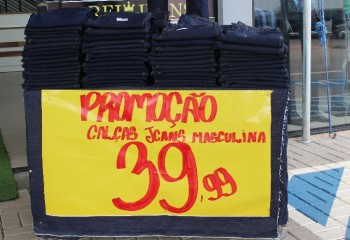 PROMOÇÃO
CALÇAS JEANS MASCULINA
39,99